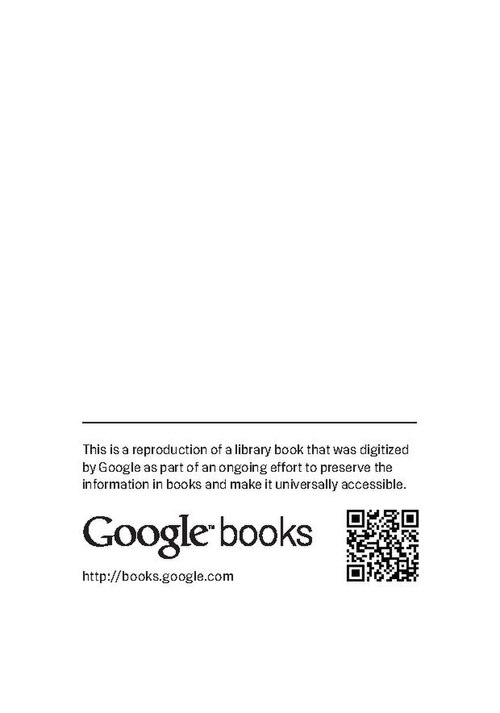 This is a reproduction of a library book that was digitized
by Google as part of an ongoing effort to preserve the
information in books and make it universally accessible.
Google™ books
http://books.google.com